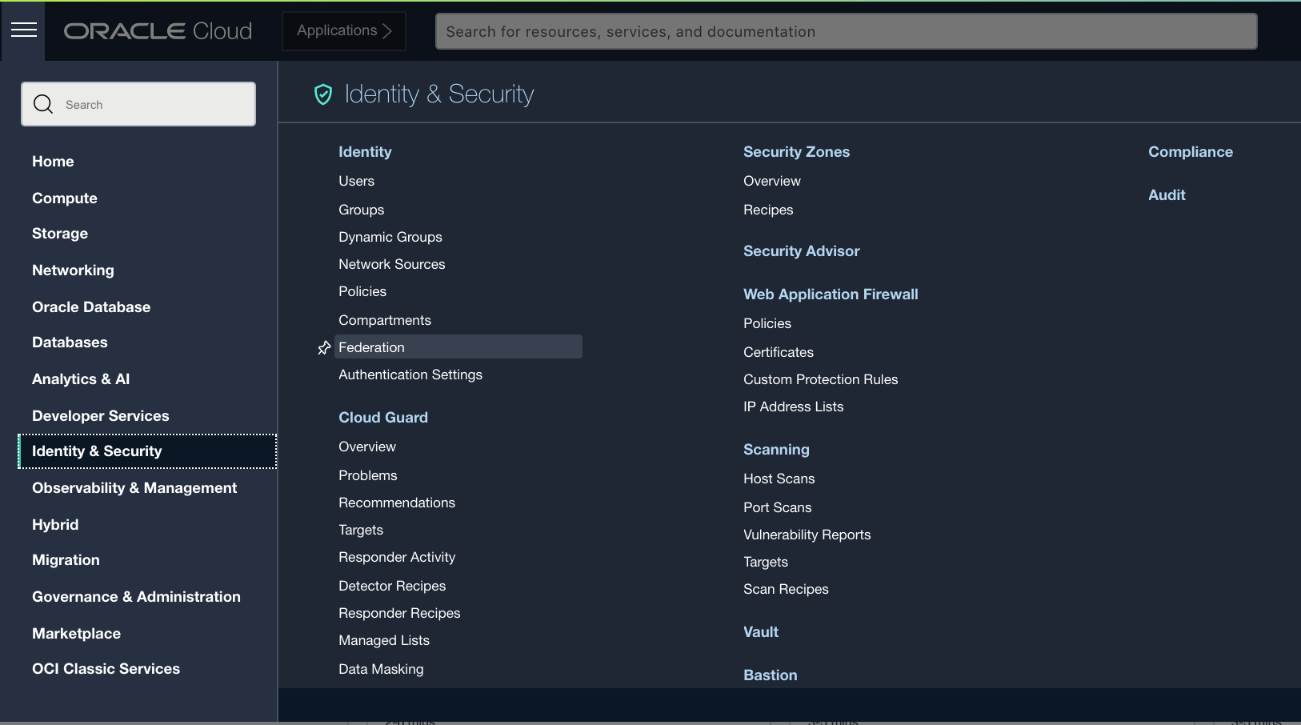 ORACLE Cloud
Applications
Search for resources, services, and documentation
Search
Home
Compute
Storage
Networking
Oracle Database
Databases
Analytics & AI
Developer Services
Identity & Security
Observability & Management
Hybrid
Migration
Governance & Administration
Marketplace
OCI Classic Services
Identity & Security
Identity
Users
Groups
Dynamic Groups
Network Sources
Policies
Compartments
Federation
Authentication Settings
Cloud Guard
Overview
Problems
Recommendations
Targets
Responder Activity
Detector Recipes
Responder Recipes
Managed Lists
Data Masking
Security Zones
Overview
Recipes
Security Advisor
Web Application Firewall
Policies
Certificates
Custom Protection Rules
IP Address Lists
Scanning
Host Scans
Port Scans
Vulnerability Reports
Targets
Scan Recipes
Vault
Bastion
Compliance
Audit